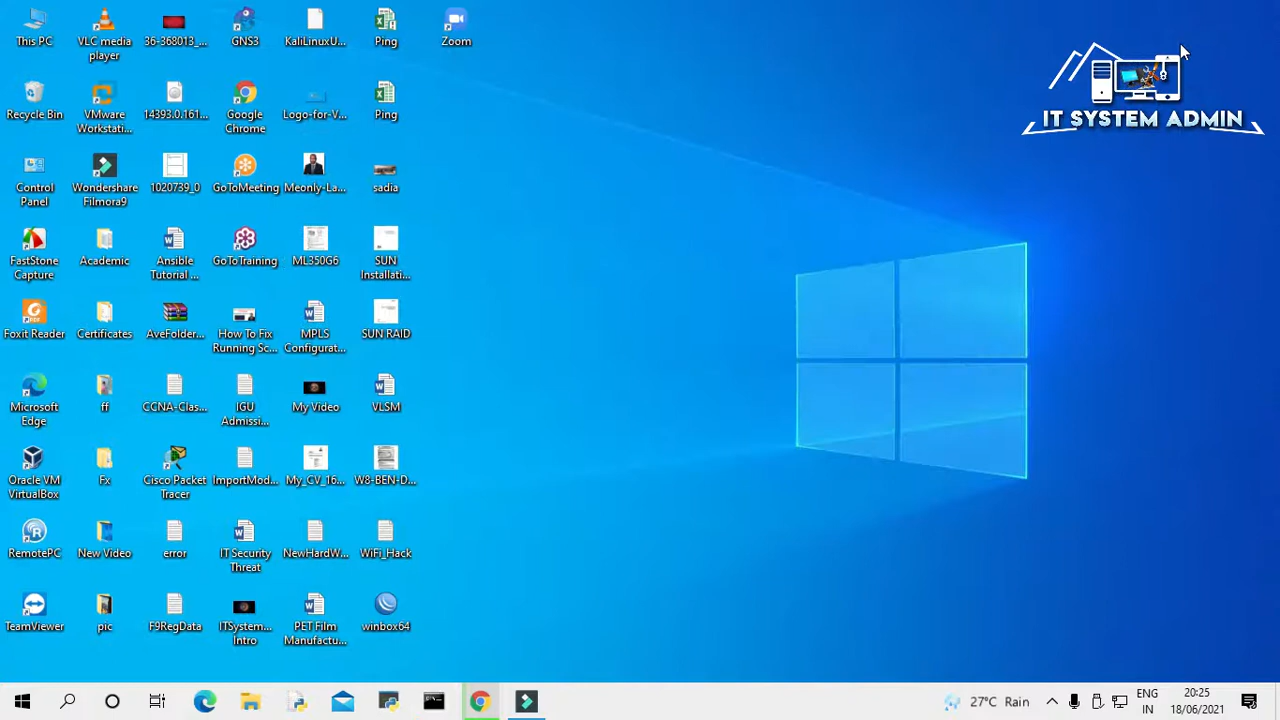 This PC
VLC media
player
36-368013_...
GNS3
KaliLinuxU...
Ping
Zoom
IT SYSTEM ADMIN
Recycle Bin
VMware
Workstati...
14393.0.161...
Google
Chrome
Logo-for-V...
Ping
Control
Panel
Wondershare
Filmora9
1020739_0
GoToMeeting
Meonly-La...
sadia
FastStone
Capture
Academic
Ansible
Tutorial ...
GoToTraining
ML350G6
SUN
Installati...
Foxit Reader
Certificates
AveFolder...
How To Fix
Running Sc...
MPLS
Configurat...
SUN RAID
Microsoft
Edge
ff
CCNA-Clas...
IGU
Admissi...
My Video
VLSM
Oracle VM
VirtualBox
Fx
Cisco Packet
Tracer
ImportMod...
My_CV_16...
W8-BEN-D...
RemotePC
New Video
error
IT Security
Threat
NewHardW...
WiFi_Hack
TeamViewer
pic
F9RegData
ITSystem...
Intro
PET Film
Manufactu...
winbox64
27°C Rain
ENG
IN
20:25
18/06/2021